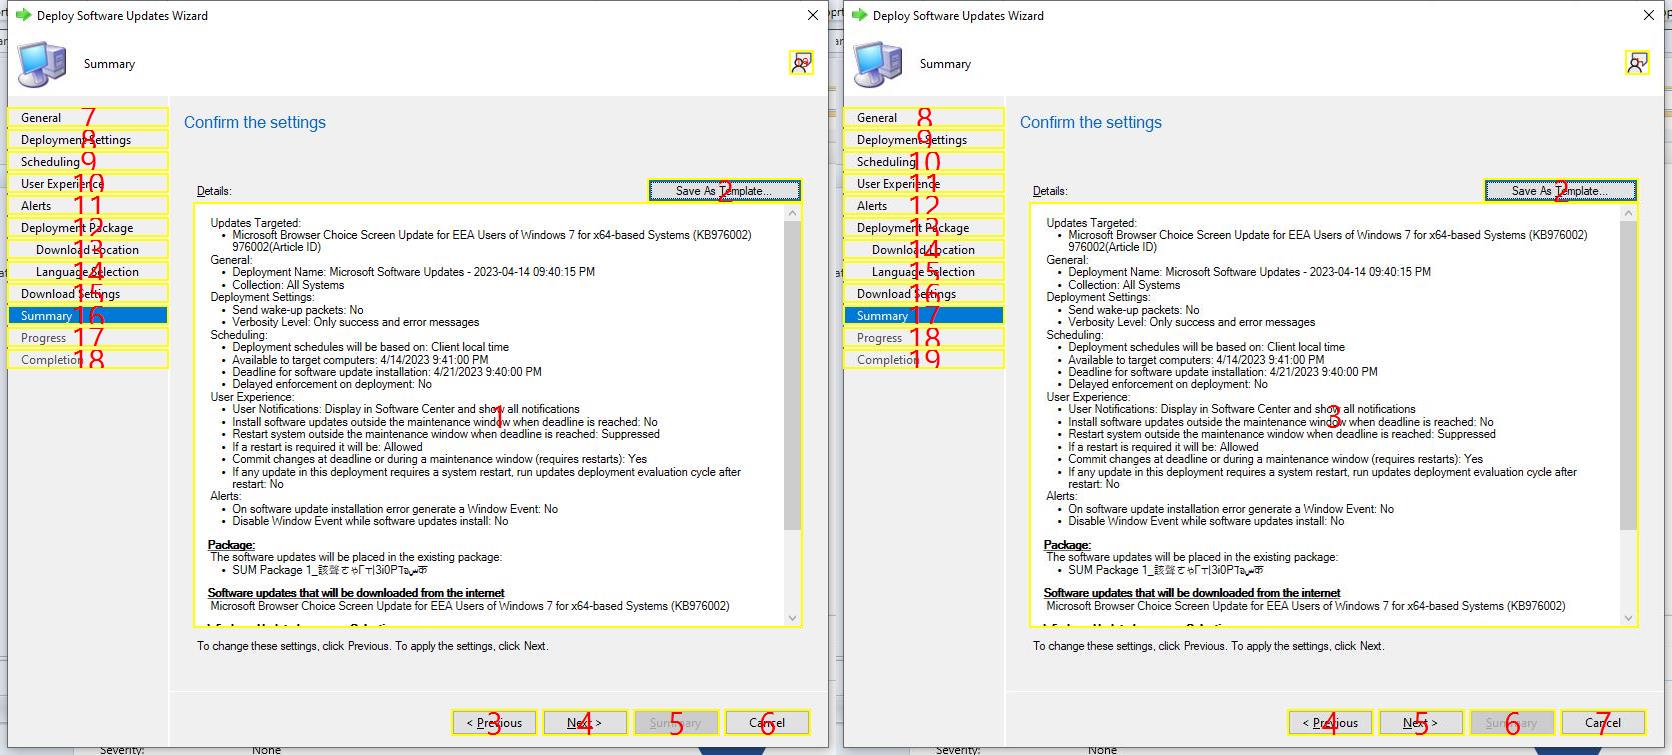 Deploy Software Updates Wizard
Summary
19
General 7
Deployment Settings 8
Scheduling 9
User Experience 10
Alerts 11
Deployment Package 12
Download Location 13
Language Selection 14
Download Settings 15
Summary 16
Progress 17
Completion 18
Confirm the settings
Details:
Save As Template... 2
Updates Targeted:
• Microsoft Browser Choice Screen Update for EEA Users of Windows 7 for x64-based Systems (KB976002)
976002(Article ID)
General:
• Deployment Name: Microsoft Software Updates - 2023-04-14 09:40:15 PM
• Collection: All Systems
Deployment Settings:
• Send wake-up packets: No
• Verbosity Level: Only success and error messages
Scheduling:
• Deployment schedules will be based on: Client local time
• Available to target computers: 4/14/2023 9:41:00 PM
• Deadline for software update installation: 4/21/2023 9:40:00 PM
• Delayed enforcement on deployment: No
User Experience:
• User Notifications: Display in Software Center and show all notifications
1
• Install software updates outside the maintenance window when deadline is reached: No
• Restart system outside the maintenance window when deadline is reached: Suppressed
• If a restart is required it will be: Allowed
• Commit changes at deadline or during a maintenance window (requires restarts): Yes
• If any update in this deployment requires a system restart, run updates deployment evaluation cycle after
restart: No
Alerts:
• On software update installation error generate a Window Event: No
• Disable Window Event while software updates install: No
Package:
The software updates will be placed in the existing package:
• SUM Package
Software updates that will be downloaded from the internet
Microsoft Browser Choice Screen Update for EEA Users of Windows 7 for x64-based Systems (KB976002)
To change these settings, click Previous. To apply the settings, click Next.
< Previous 3
Next > 4
Summary 5
Cancel 6
Severity: None
Deploy Software Updates Wizard
Summary
General 8
Deployment Settings 9
Scheduling 10
User Experience 11
Alerts 12
Deployment Package 13
Download Location 14
Language Selection 15
Download Settings 16
Summary 17
Progress 18
Completion 19
Confirm the settings
Details:
Save As Template... 2
Updates Targeted:
• Microsoft Browser Choice Screen Update for EEA Users of Windows 7 for x64-based Systems (KB976002)
976002(Article ID)
General:
• Deployment Name: Microsoft Software Updates - 2023-04-14 09:40:15 PM
• Collection: All Systems
Deployment Settings:
• Send wake-up packets: No
• Verbosity Level: Only success and error messages
Scheduling:
• Deployment schedules will be based on: Client local time
• Available to target computers: 4/14/2023 9:41:00 PM
• Deadline for software update installation: 4/21/2023 9:40:00 PM
• Delayed enforcement on deployment: No
User Experience:
• User Notifications: Display in Software Center and show all notifications
3
• Install software updates outside the maintenance window when deadline is reached: No
• Restart system outside the maintenance window when deadline is reached: Suppressed
• If a restart is required it will be: Allowed
• Commit changes at deadline or during a maintenance window (requires restarts): Yes
• If any update in this deployment requires a system restart, run updates deployment evaluation cycle after
restart: No
Alerts:
• On software update installation error generate a Window Event: No
• Disable Window Event while software updates install: No
Package:
The software updates will be placed in the existing package:
• SUM Package
Software updates that will be downloaded from the internet
Microsoft Browser Choice Screen Update for EEA Users of Windows 7 for x64-based Systems (KB976002)
To change these settings, click Previous. To apply the settings, click Next.
< Previous 4
Next > 5
Summary 6
Cancel 7
Severity: None